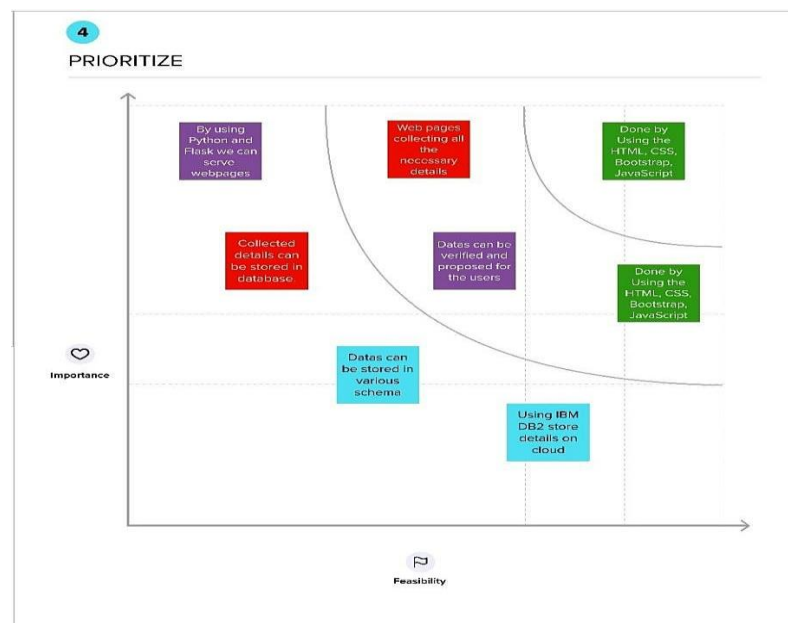 4
PRIORITIZE
By using
Python and
Flask we can
serve
webpages
Web pages
collecting all
the
necessary
details
Done by
Using the
HTML, CSS,
Bootstrap,
JavaScript
Collected
details can
be stored in
database.
Datas can be
verified and
proposed for
the users
Done by
Using the
HTML, CSS,
Bootstrap,
JavaScript
Importance
Datas can
be stored in
various
schema
Using IBM
DB2 store
details on
cloud
Feasibility